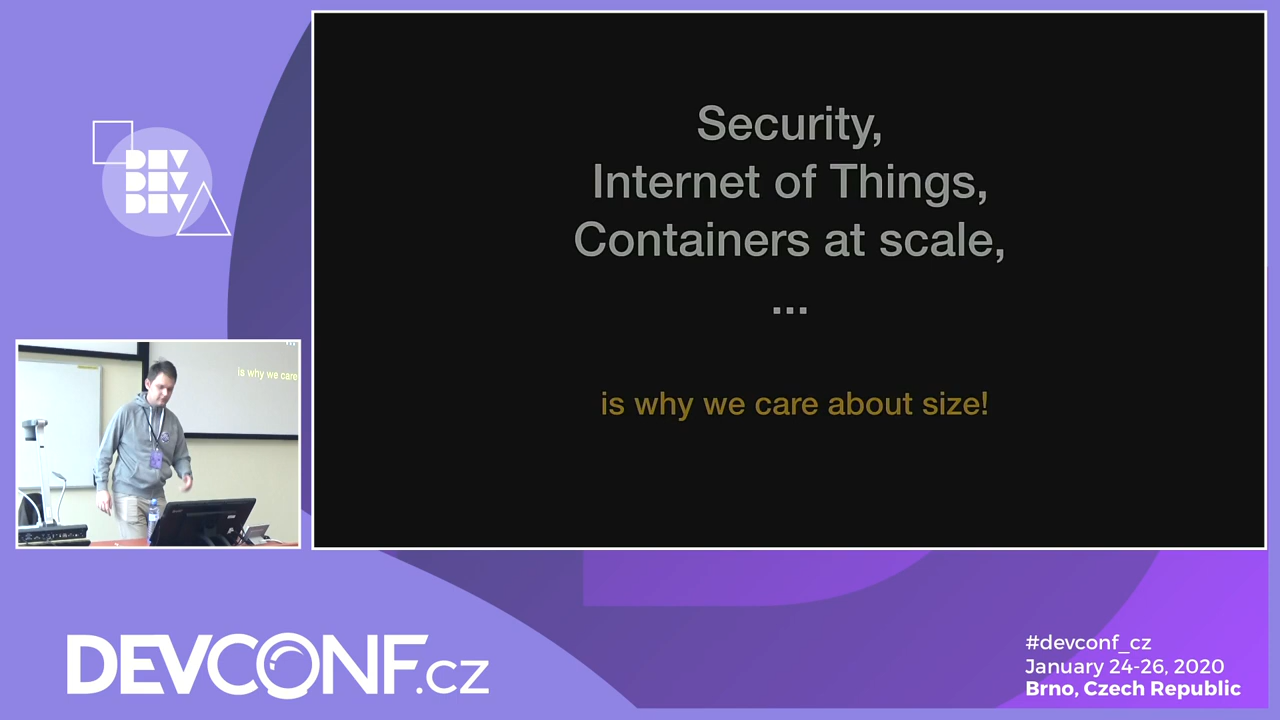 DEV
DEV
DEV
Security,
Internet of Things,
Containers at scale,
...
is why we care about size!
is why we care
DEVCONF.cz
#devconf_cz
January 24-26, 2020
Brno, Czech Republic